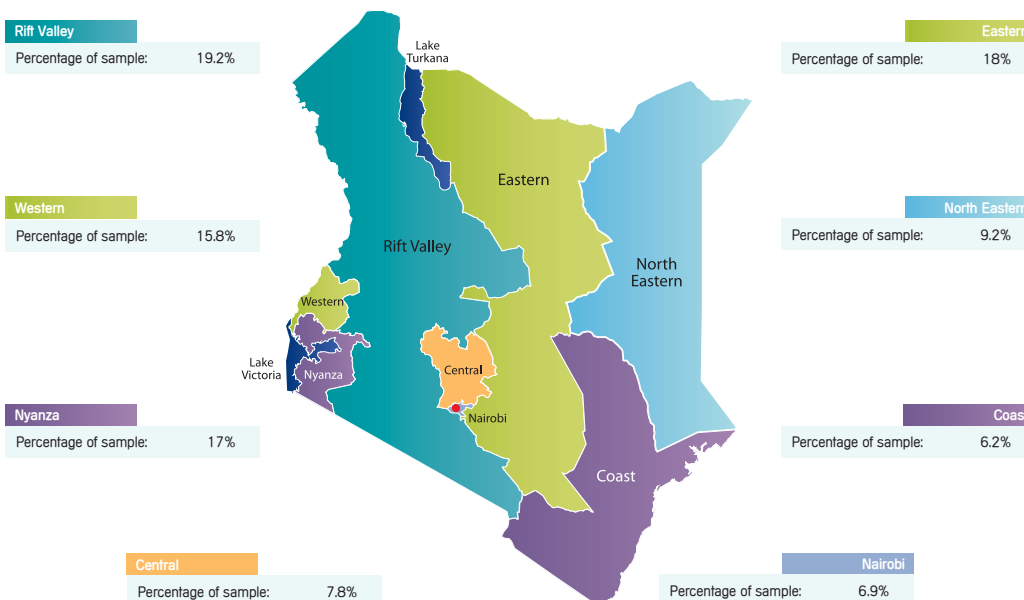 Rift Valley
Percentage of sample: 19.2%
Eastern
Percentage of sample: 18%
Western
Percentage of sample: 15.8%
North Eastern
Percentage of sample: 9.2%
Nyanza
Percentage of sample: 17%
Coas
Percentage of sample: 6.2%
Central
Percentage of sample: 7.8%
Nairobi
Percentage of sample: 6.9%
Lake
Turkana
Eastern
Rift Valley
North
Eastern
Western
Lake
Victoria
Nyanza
Central
Nairobi
Coast